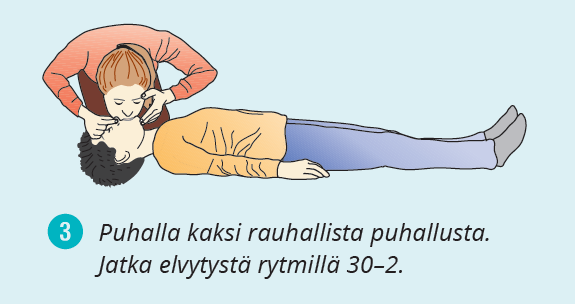 3 Puhalla kaksi rauhallista puhallusta.
Jatka elvytystä rytmillä 30–2.